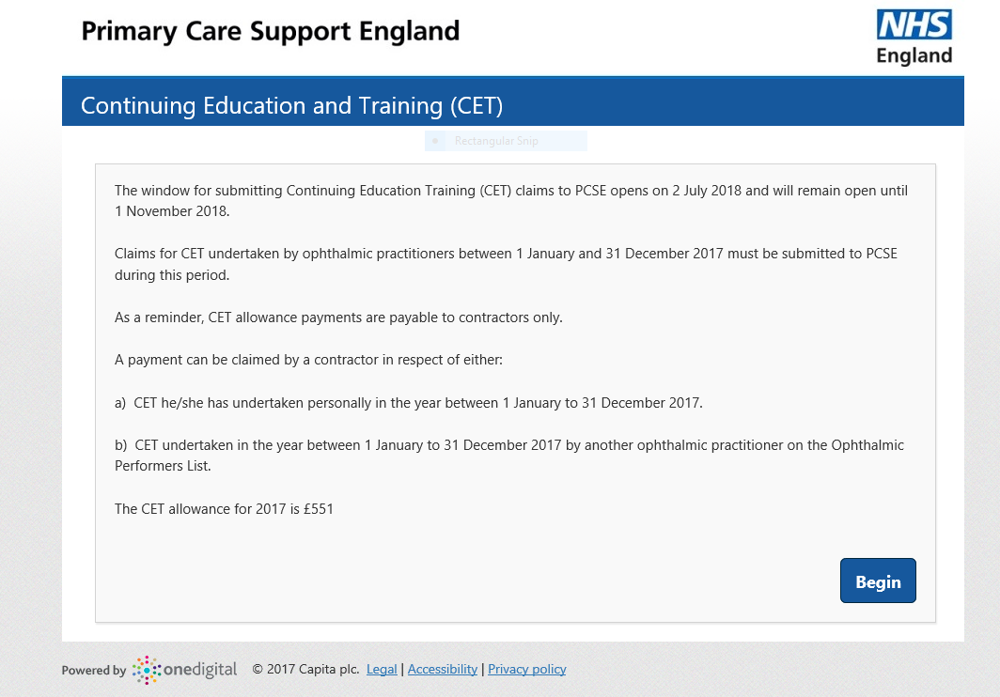 Primary Care Support England
NHS
England
Continuing Education and Training (CET)
Rectangular Snip
The window for submitting Continuing Education Training (CET) claims to PCSE opens on 2 July 2018 and will remain open until
1 November 2018.
Claims for CET undertaken by ophthalmic practitioners between 1 January and 31 December 2017 must be submitted to PCSE
during this period.
As a reminder, CET allowance payments are payable to contractors only.
A payment can be claimed by a contractor in respect of either:
a) CET he/she has undertaken personally in the year between 1 January to 31 December 2017.
b) CET undertaken in the year between 1 January to 31 December 2017 by another ophthalmic practitioner on the Ophthalmic
Performers List.
The CET allowance for 2017 is £551
Begin
Powered by onedigital © 2017 Capita plc. Legal | Accessibility | Privacy policy